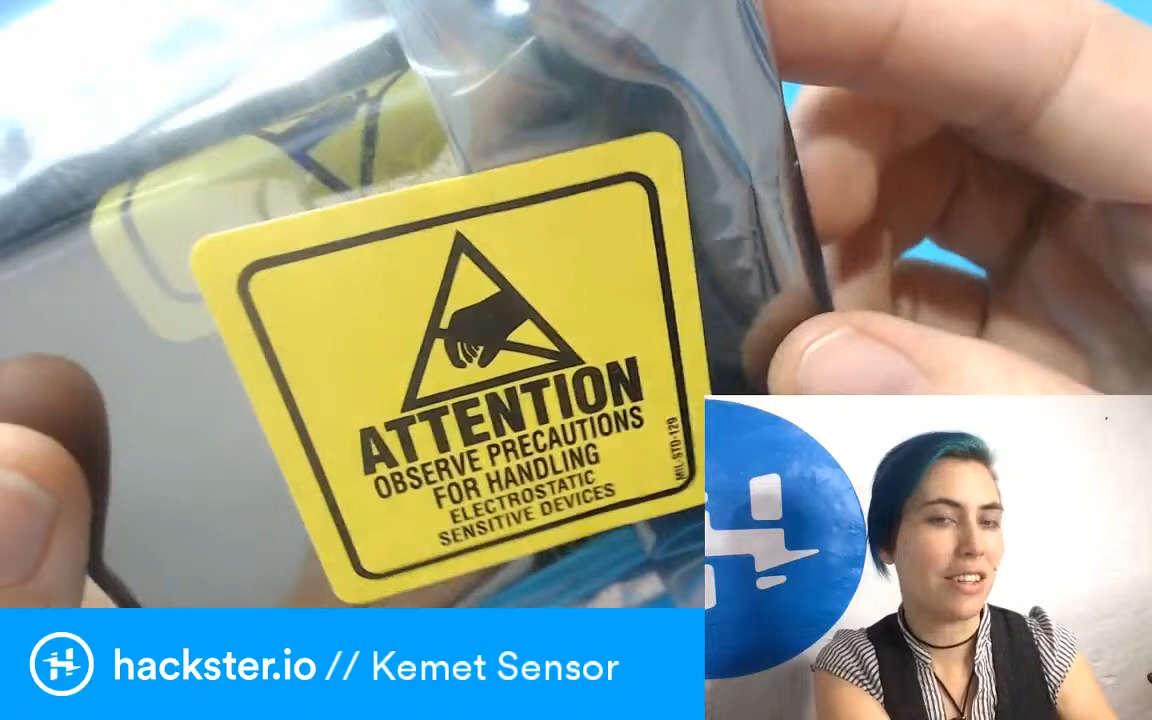 ATTENTION
OBSERVE PRECAUTIONS
FOR HANDLING
ELECTROSTATIC
SENSITIVE DEVICES
MIL-STD-129
hackster.io // Kemet Sensor